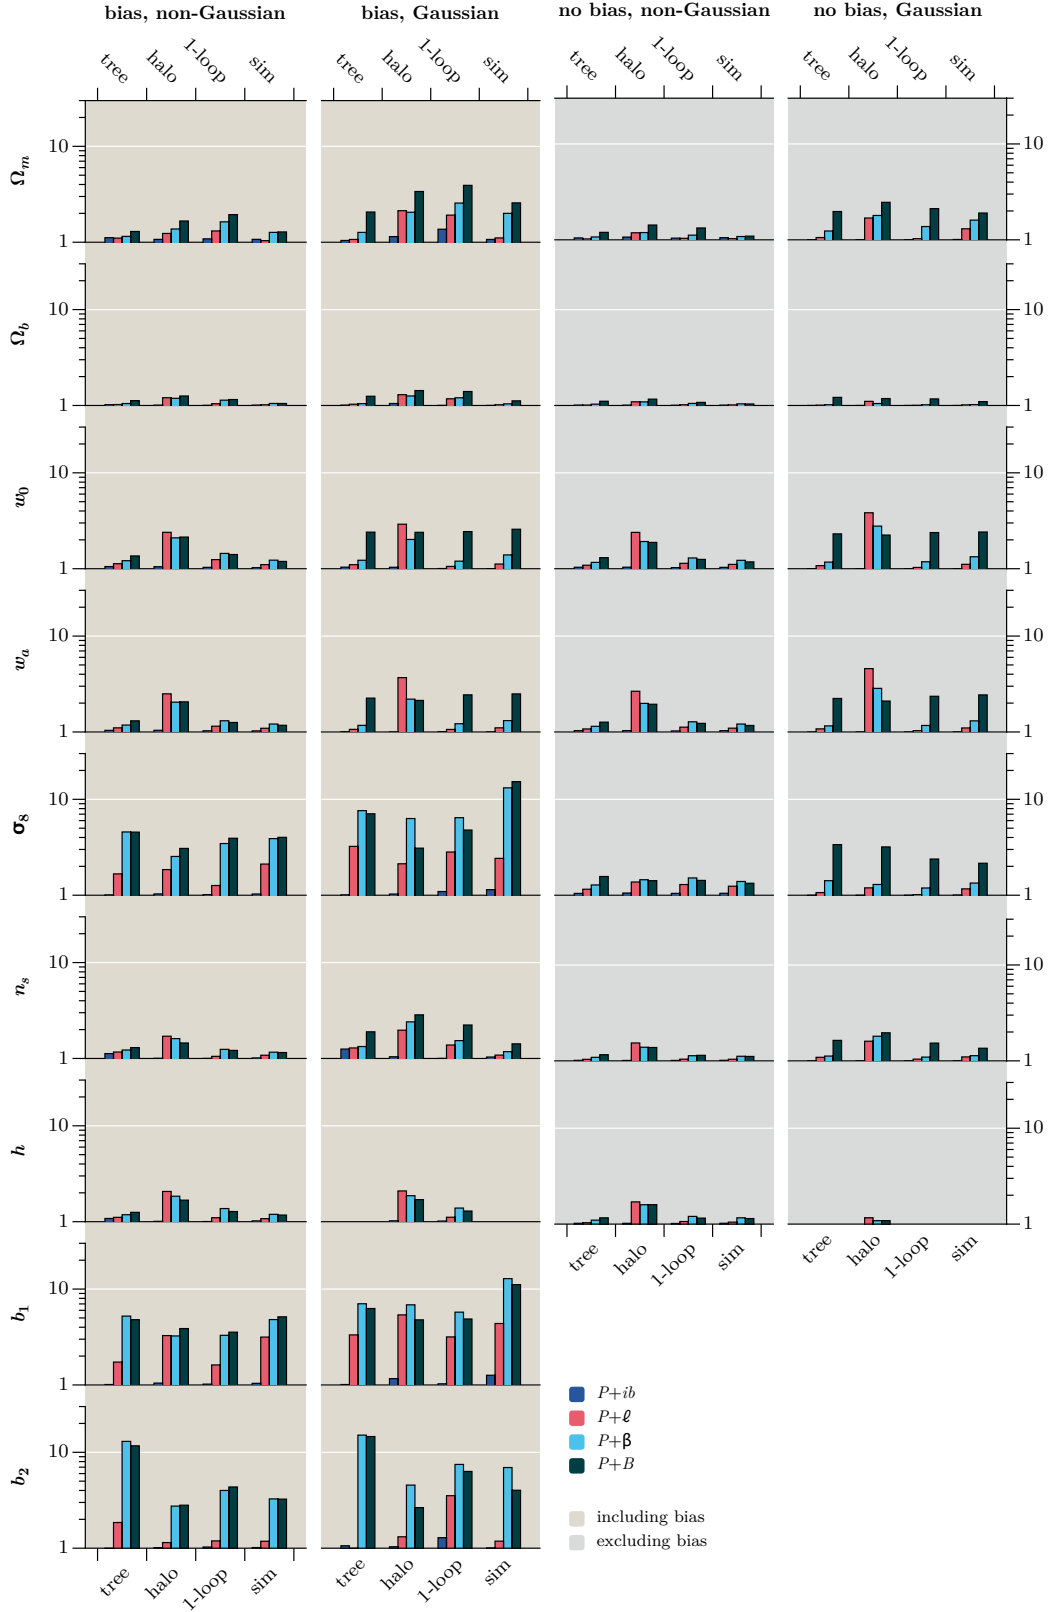 bias, non-Gaussian bias, Gaussian no bias, non-Gaussian no bias, Gaussian
tree halo 1-loop sim tree halo 1-loop sim tree halo 1-loop sim tree halo 1-loop sim
Ωm 10 1 10 1
Ωb 10 1 10 1
w0 10 1 10 1
wa 10 1 10 1
σ8 10 1 10 1
ns 10 1 10 1
h 10 1 10 1
tree halo 1-loop sim tree halo 1-loop sim
b1 10 1
b2 10 1
P+ib
P+ℓ
P+β
P+B
including bias
excluding bias
tree halo 1-loop sim tree halo 1-loop sim